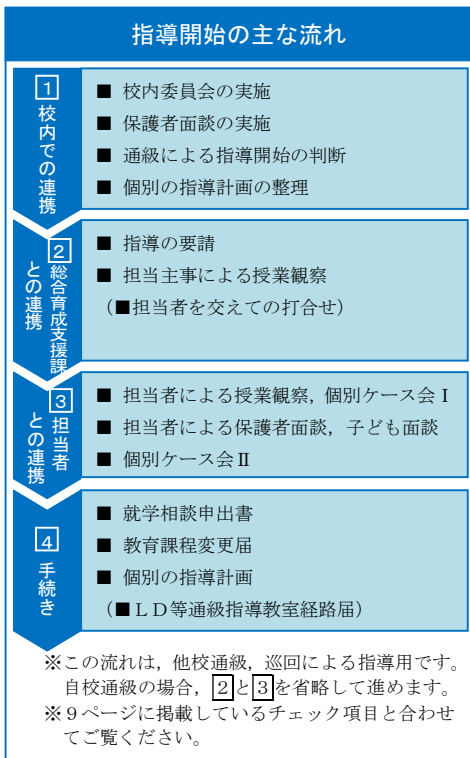 指導開始の主な流れ
1 校内での連携
■ 校内委員会の実施
■ 保護者面談の実施
■ 通級による指導開始の判断
■ 個別の指導計画の整理
2 総合育成支援課
との連携
■ 指導の要請
■ 担当主事による授業観察
（■担当者を交えての打合せ）
3 担当者
との連携
■ 担当者による授業観察，個別ケース会Ⅰ
■ 担当者による保護者面談，子ども面談
■ 個別ケース会Ⅱ
4 手続き
■ 就学相談申出書
■ 教育課程変更届
■ 個別の指導計画
（■ＬＤ等通級指導教室経路届）
※この流れは，他校通級，巡回による指導用です。
自校通級の場合，2と3を省略して進めます。
※９ページに掲載しているチェック項目と合わせ
てご覧ください。